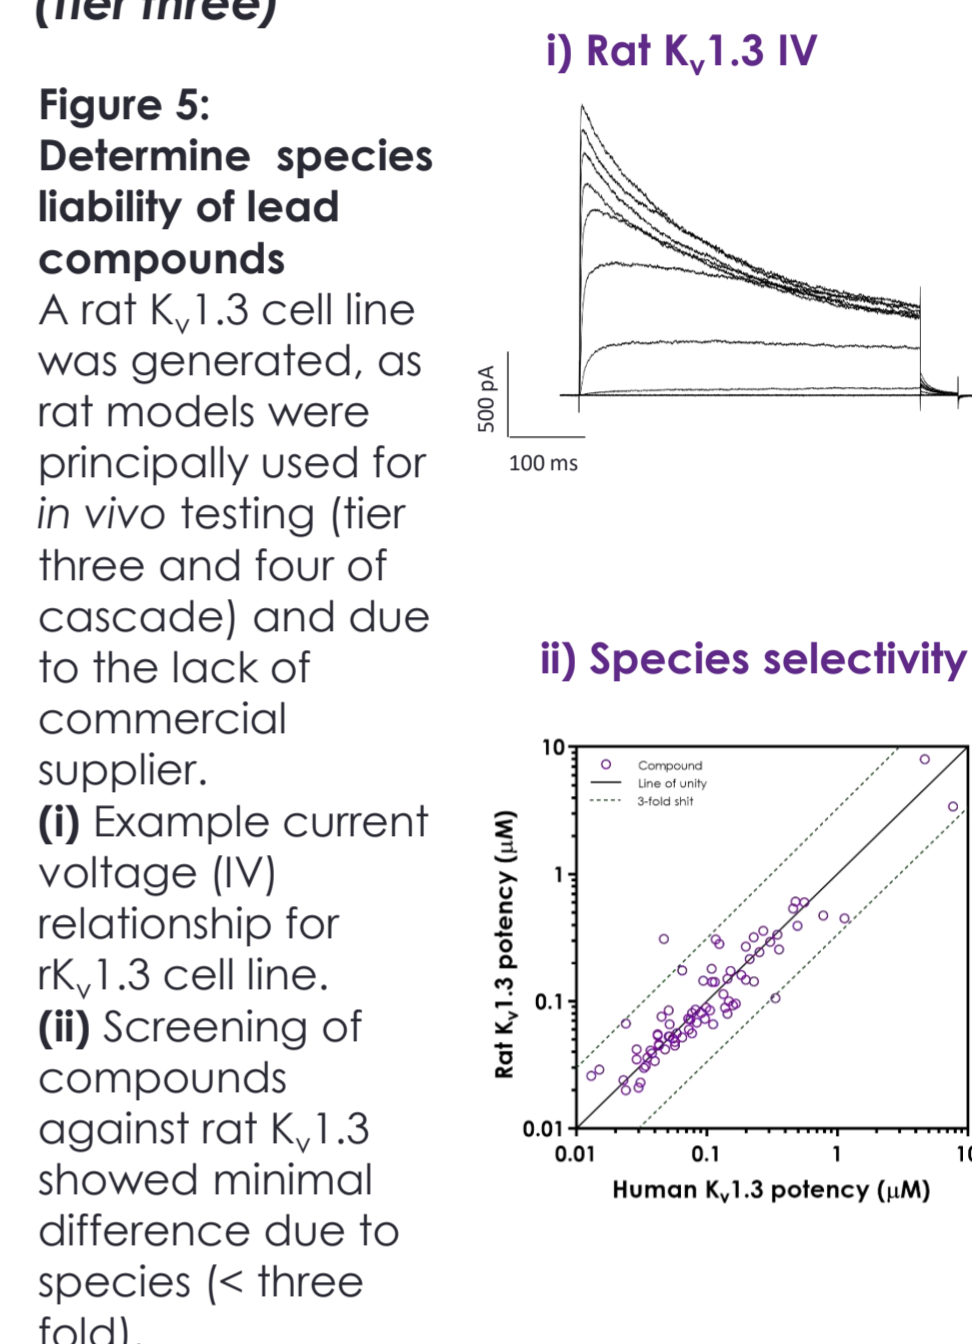 (Tier three)
Figure 5:
Determine species
liability of lead
compounds
A rat Kv1.3 cell line
was generated, as
rat models were
principally used for
in vivo testing (tier
three and four of
cascade) and due
to the lack of
commercial
supplier.
(i) Example current
voltage (IV)
relationship for
rKv1.3 cell line.
(ii) Screening of
compounds
against rat Kv1.3
showed minimal
difference due to
species (< three
fold).
i) Rat Kv1.3 IV
500 pA
100 ms
ii) Species selectivity
Compound
Line of unity
3-fold shit
Rat Kv1.3 potency (μM)
10
1
0.1
0.01
0.01
0.1
1
10
Human Kv1.3 potency (μM)